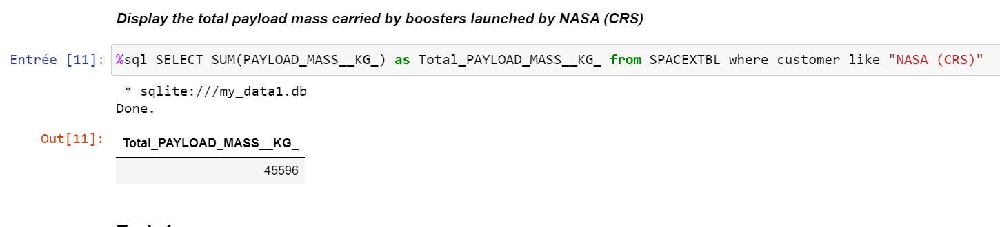 Display the total payload mass carried by boosters launched by NASA (CRS)
Entrée [11]: %sql SELECT SUM(PAYLOAD_MASS__KG_) as Total_PAYLOAD_MASS__KG_ from SPACEXTBL where customer like "NASA (CRS)"
* sqlite:///my_data1.db
Done.
Out[11]: Total_PAYLOAD_MASS__KG_
45596